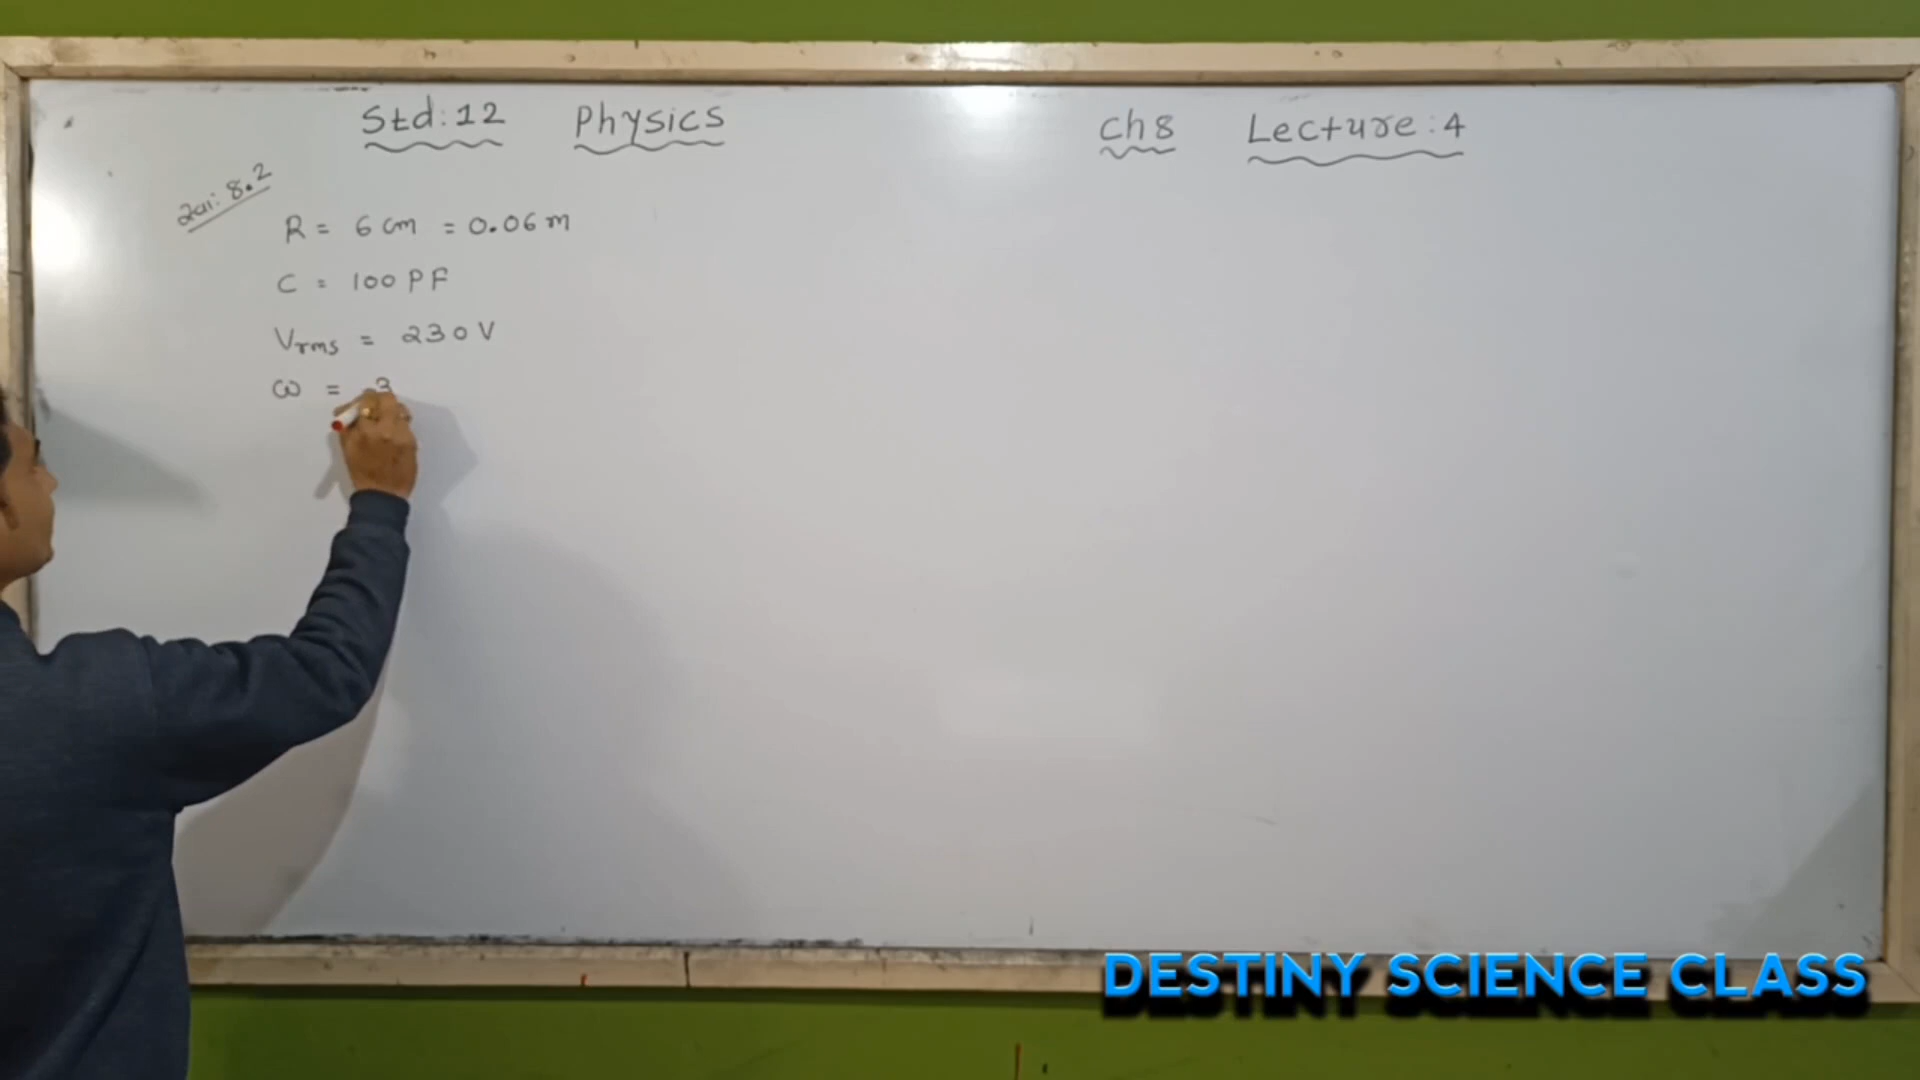 Std:12 Physics Ch8 Lecture:4
8.2
R = 6 cm = 0.06 m
C = 100 PF
Vrms = 230 V
ω = 3
DESTINY SCIENCE CLASS